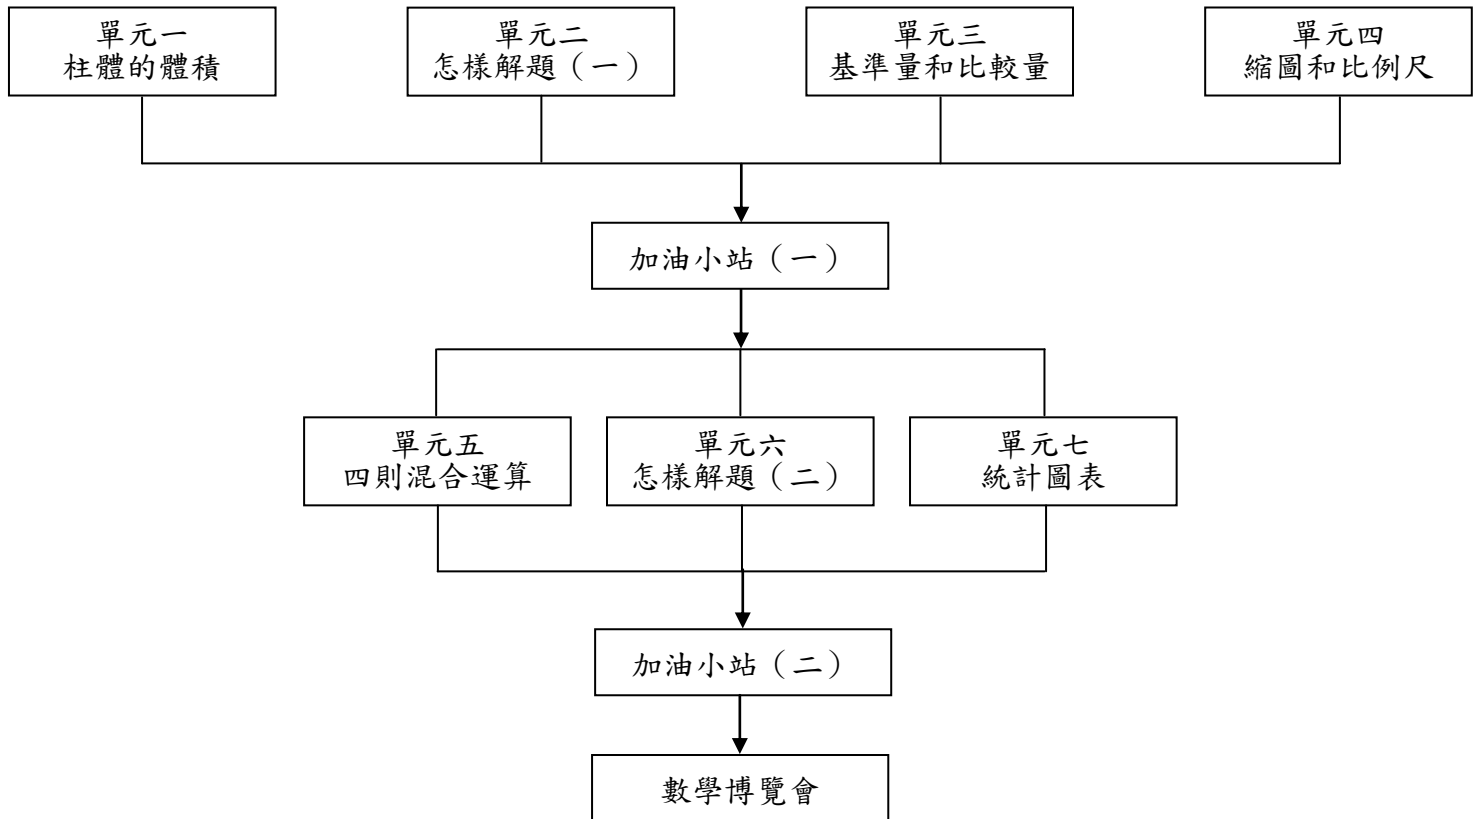 單元一
柱體的體積
單元二
怎樣解題（一）
單元三
基準量和比較量
單元四
縮圖和比例尺
加油小站（一）
單元五
四則混合運算
單元六
怎樣解題（二）
單元七
統計圖表
加油小站（二）
數學博覽會